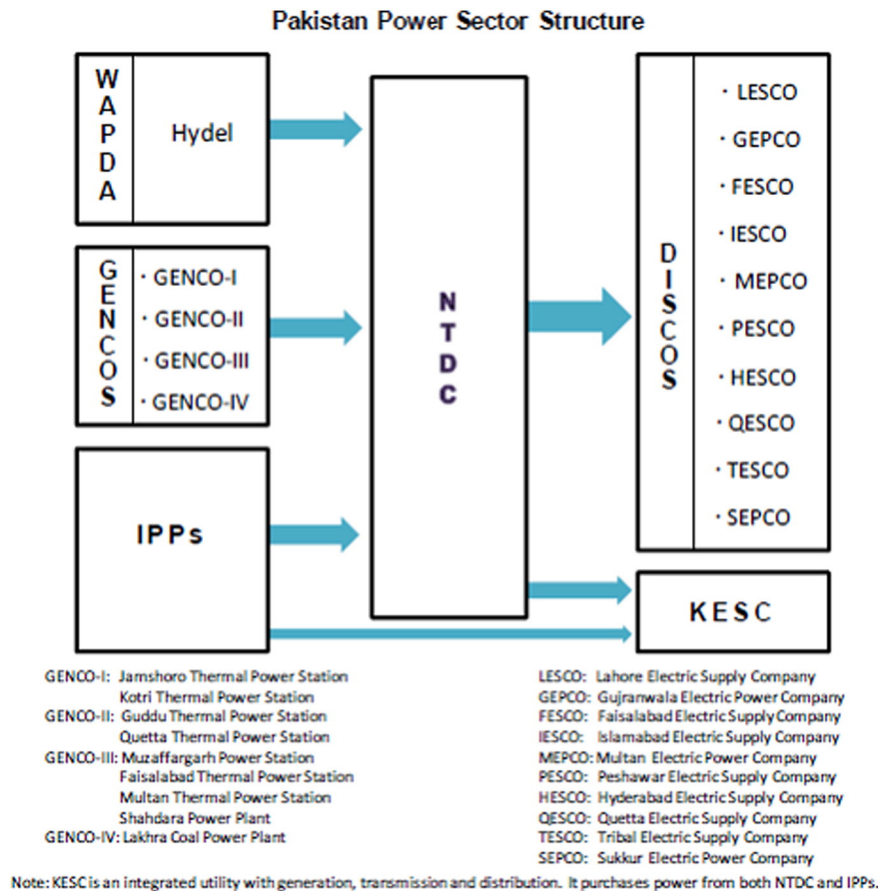 Pakistan Power Sector Structure
WAPDA
Hydel
GENCOS
· GENCO-I
· GENCO-II
· GENCO-III
· GENCO-IV
IPPs
NTDC
DISCOS
· LESCO
· GEPCO
· FESCO
· IESCO
· MEPCO
· PESCO
· HESCO
· QESCO
· TESCO
· SEPCO
KESC
GENCO-I: Jamshoro Thermal Power Station
Kotri Thermal Power Station
GENCO-II: Guddu Thermal Power Station
Quetta Thermal Power Station
GENCO-III: Muzaffargarh Power Station
Faisalabad Thermal Power Station
Multan Thermal Power Station
Shahdara Power Plant
GENCO-IV: Lakhra Coal Power Plant
LESCO: Lahore Electric Supply Company
GEPCO: Gujranwala Electric Power Company
FESCO: Faisalabad Electric Supply Company
IESCO: Islamabad Electric Supply Company
MEPCO: Multan Electric Power Company
PESCO: Peshawar Electric Supply Company
HESCO: Hyderabad Electric Supply Company
QESCO: Quetta Electric Supply Company
TESCO: Tribal Electric Supply Company
SEPCO: Sukkur Electric Power Company
Note: KESC is an integrated utility with generation, transmission and distribution. It purchases power from both NTDC and IPPs.